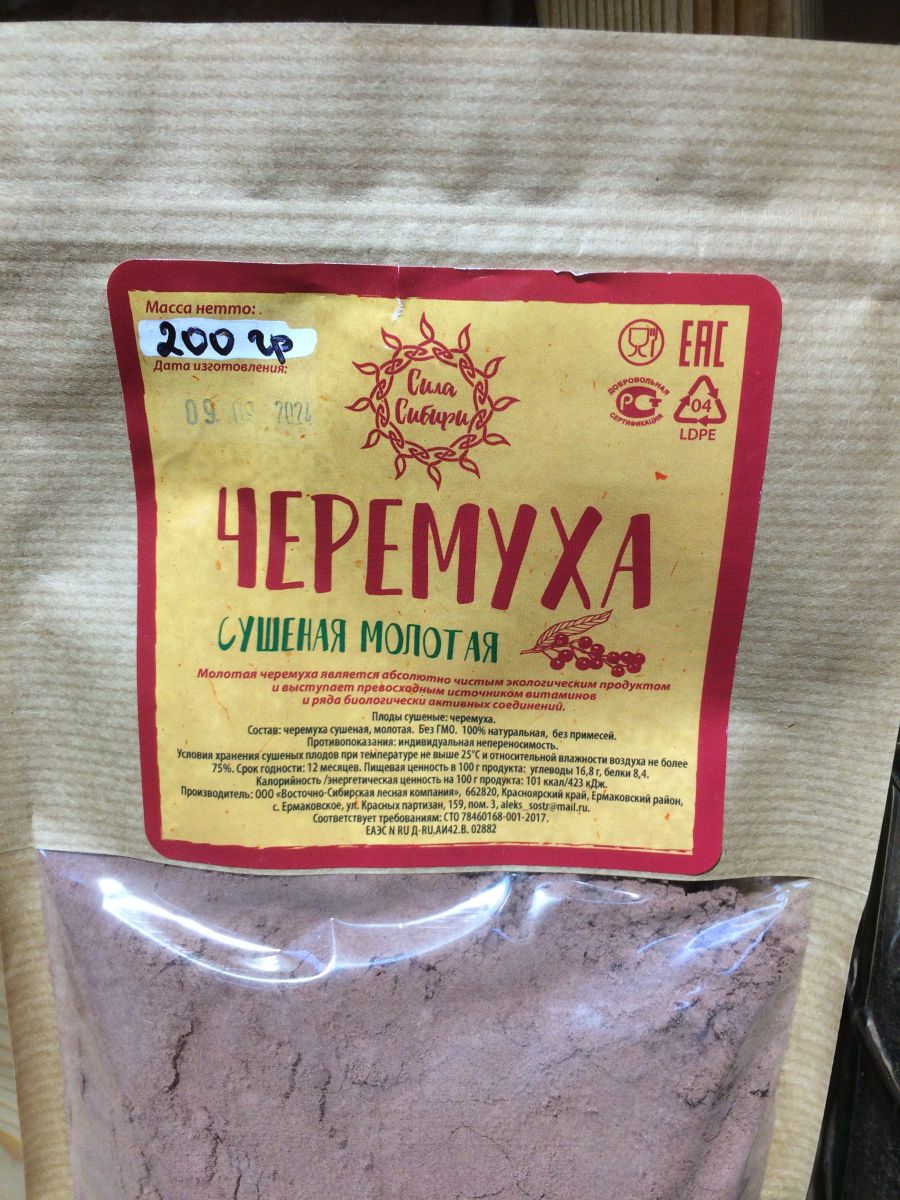 Масса нетто:
200 гр
Дата изготовления:
09 2024
Сила
Сибири
EAC
ДОБРОВОЛЬНАЯ
РСТ
СЕРТИФИКАЦИЯ
04
LDPE
ЧЕРЕМУХА
СУШЕНАЯ МОЛОТАЯ
Молотая черемуха является абсолютно чистым экологическим продуктом
и выступает превосходным источником витаминов
и ряда биологически активных соединений.
Плоды сушеные: черемуха.
Состав: черемуха сушеная, молотая. Без ГМО. 100% натуральная, без примесей.
Противопоказания: индивидуальная непереносимость.
Условия хранения сушеных плодов при температуре не выше 25°С и относительной влажности воздуха не более
75%. Срок годности: 12 месяцев. Пищевая ценность в 100 г продукта: углеводы 16,8 г, белки 8,4.
Калорийность /энергетическая ценность на 100 г продукта: 101 ккал/423 кДж.
Производитель: ООО «Восточно-Сибирская лесная компания», 662820, Красноярский край, Ермаковский район,
с. Ермаковское, ул. Красных партизан, 159, пом. 3, aleks_sostr@mail.ru.
Соответствует требованиям: СТО 78460168-001-2017.
ЕАЭС N RU Д-RU,АИ42.В. 02882